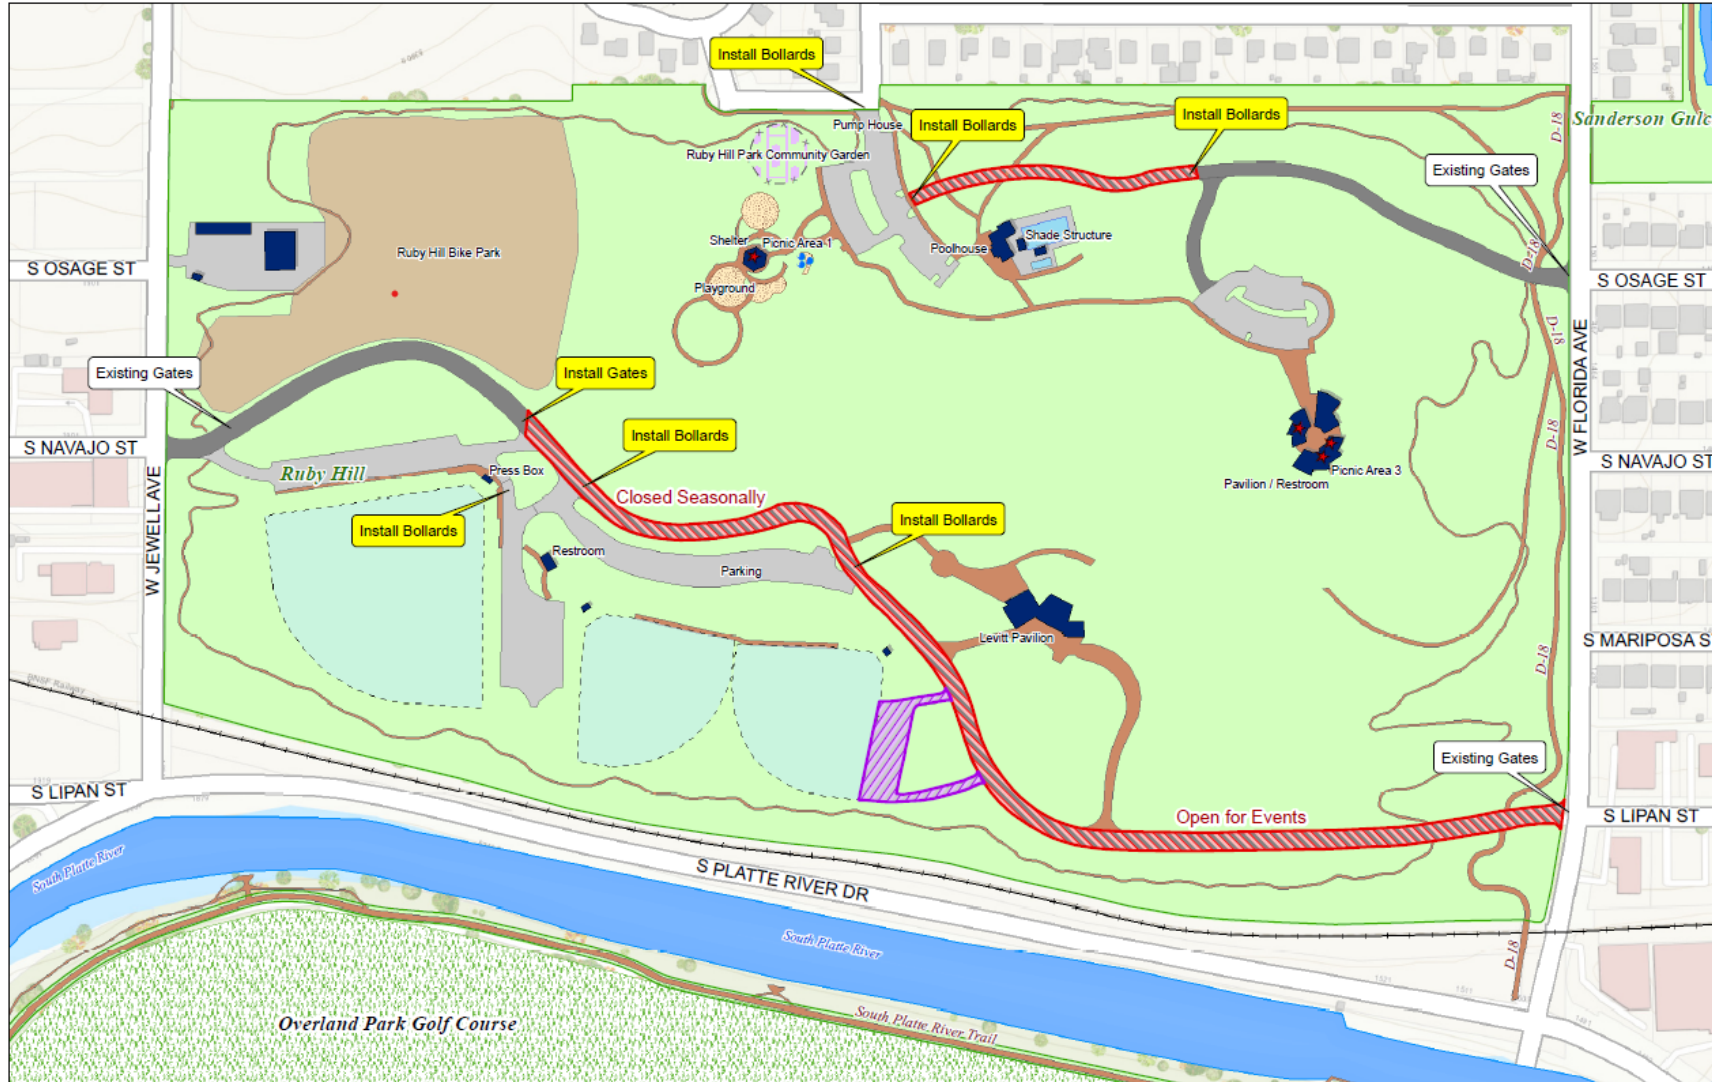 Install Bollards
Pump House
Install Bollards
Install Bollards
Sanderson Gulc
D-18
Ruby Hill Park Community Garden
Existing Gates
Ruby Hill Bike Park
Shelter
Picnic Area 1
Poolhouse
Shade Structure
D-18
S OSAGE ST
S OSAGE ST
Playground
D-18
W FLORIDA AVE
Existing Gates
Install Gates
Install Bollards
D-18
S NAVAJO ST
S NAVAJO ST
Ruby Hill
Press Box
Picnic Area 3
Pavilion / Restroom
Closed Seasonally
W JEWELL AVE
Install Bollards
Install Bollards
Restroom
Parking
Levitt Pavilion
S MARIPOSA S
D-18
BNSF Railway
Existing Gates
S LIPAN ST
Open for Events
S LIPAN ST
South Platte River
S PLATTE RIVER DR
South Platte River
D-18
Overland Park Golf Course
South Platte River Trail